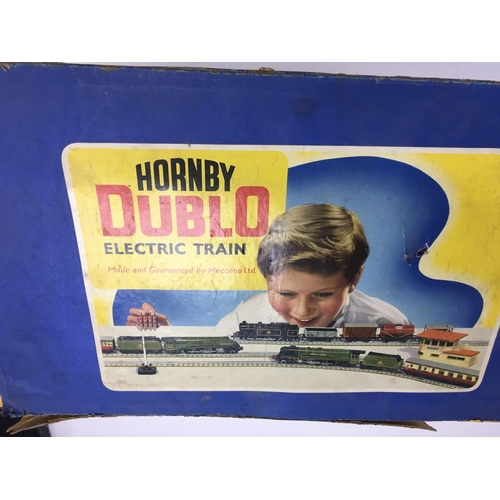 HORNBY
DUBLO
ELECTRIC TRAIN
Made and Guaranteed by Meccano Ltd.